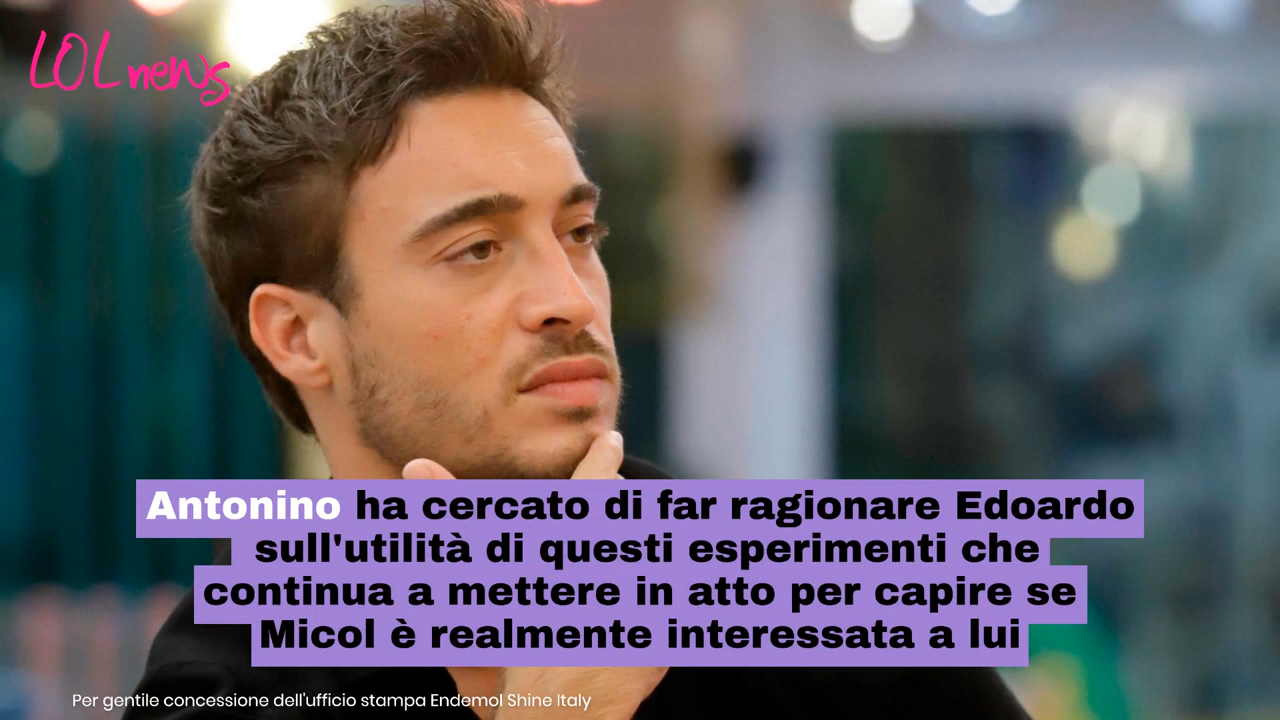 LOL news
Antonino ha cercato di far ragionare Edoardo
sull'utilità di questi esperimenti che
continua a mettere in atto per capire se
Micol è realmente interessata a lui
Per gentile concessione dell'ufficio stampa Endemol Shine Italy